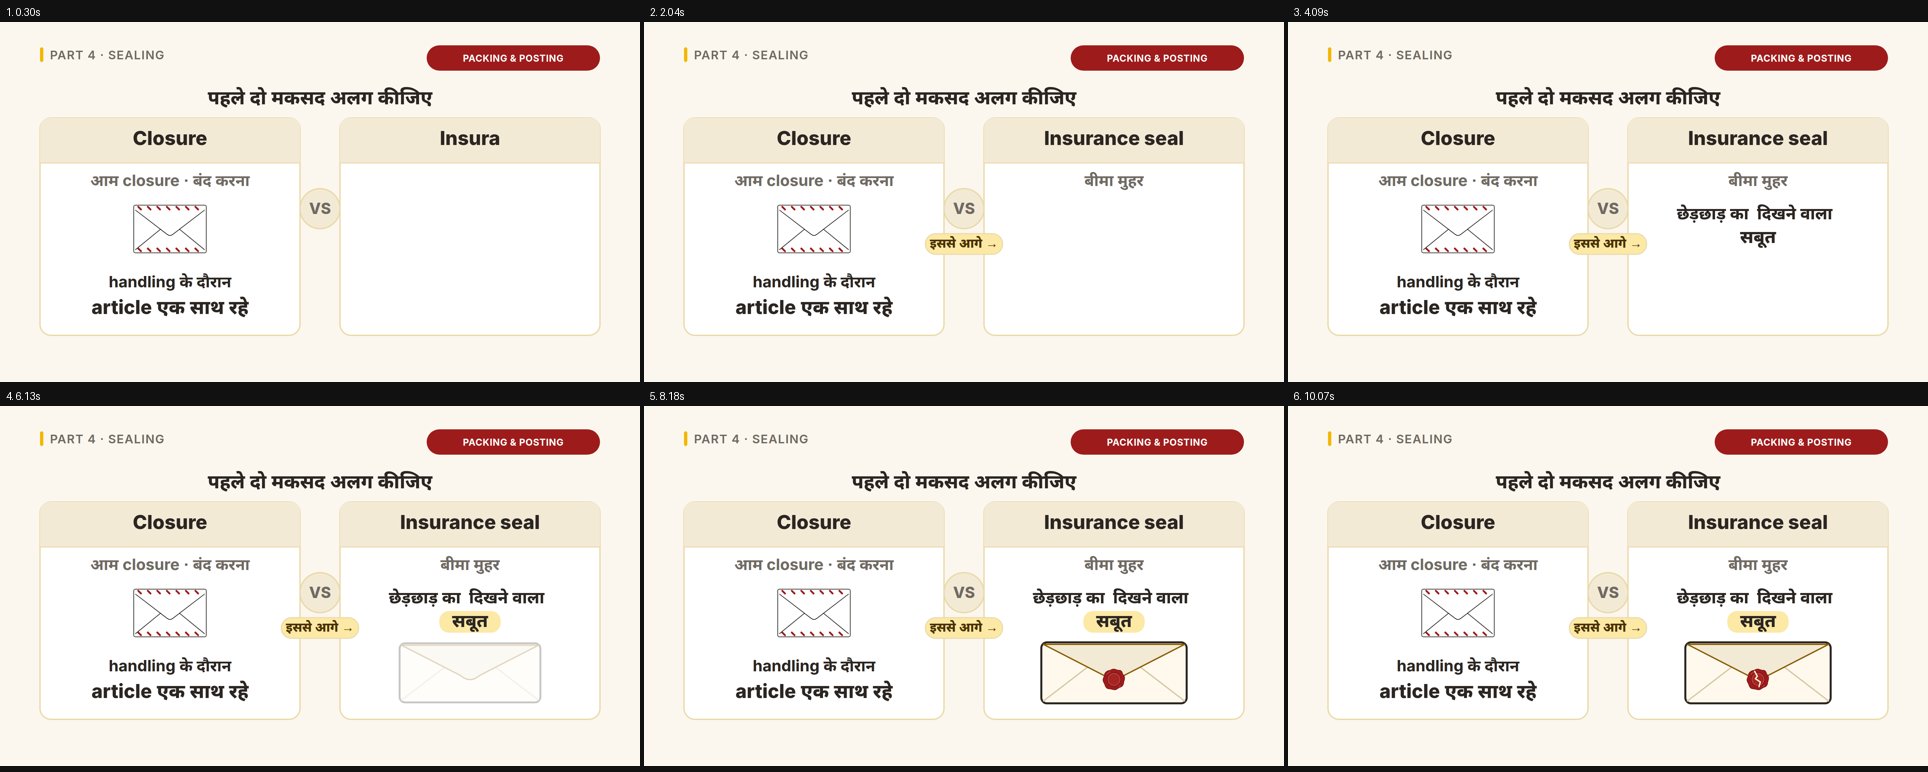 1. 0.30s
PART 4 · SEALING
PACKING & POSTING
पहले दो मकसद अलग कीजिए
Closure
आम closure · बंद करना
handling के दौरान
article एक साथ रहे
VS
Insura
2. 2.04s
PART 4 · SEALING
PACKING & POSTING
पहले दो मकसद अलग कीजिए
Closure
आम closure · बंद करना
handling के दौरान
article एक साथ रहे
VS
इससे आगे →
Insurance seal
बीमा मुहर
3. 4.09s
PART 4 · SEALING
PACKING & POSTING
पहले दो मकसद अलग कीजिए
Closure
आम closure · बंद करना
handling के दौरान
article एक साथ रहे
VS
इससे आगे →
Insurance seal
बीमा मुहर
छेड़छाड़ का दिखने वाला
सबूत
4. 6.13s
PART 4 · SEALING
PACKING & POSTING
पहले दो मकसद अलग कीजिए
Closure
आम closure · बंद करना
handling के दौरान
article एक साथ रहे
VS
इससे आगे →
Insurance seal
बीमा मुहर
छेड़छाड़ का दिखने वाला
सबूत
5. 8.18s
PART 4 · SEALING
PACKING & POSTING
पहले दो मकसद अलग कीजिए
Closure
आम closure · बंद करना
handling के दौरान
article एक साथ रहे
VS
इससे आगे →
Insurance seal
बीमा मुहर
छेड़छाड़ का दिखने वाला
सबूत
6. 10.07s
PART 4 · SEALING
PACKING & POSTING
पहले दो मकसद अलग कीजिए
Closure
आम closure · बंद करना
handling के दौरान
article एक साथ रहे
VS
इससे आगे →
Insurance seal
बीमा मुहर
छेड़छाड़ का दिखने वाला
सबूत